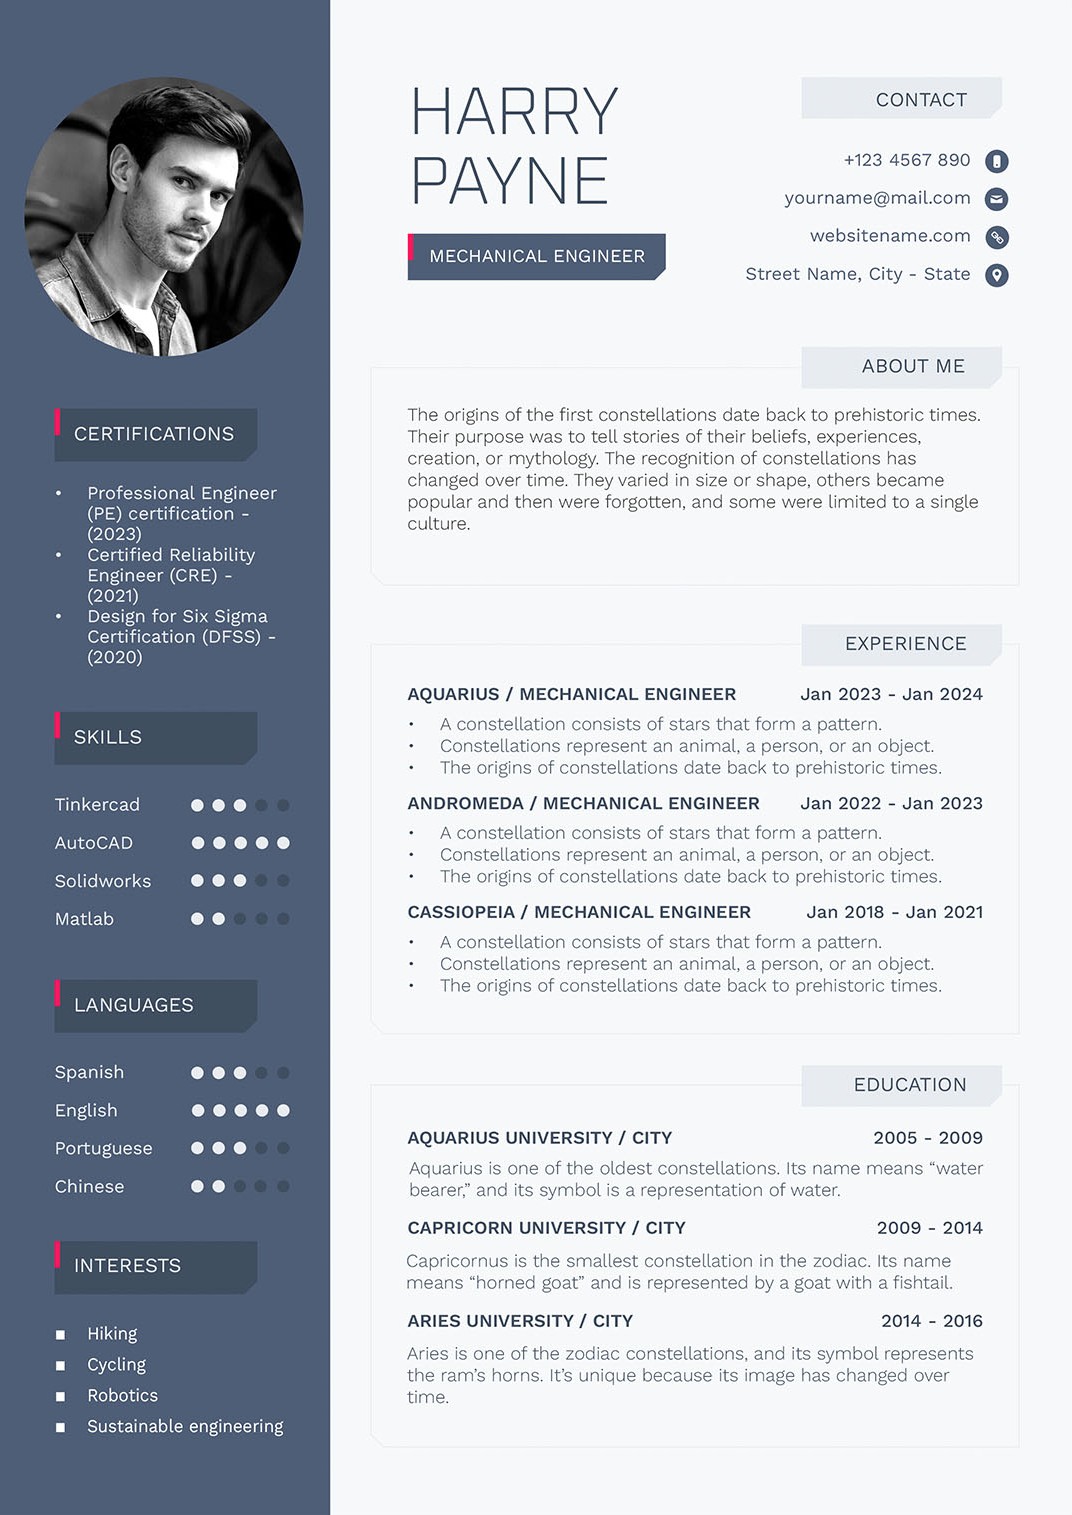 HARRY
PAYNE
MECHANICAL ENGINEER
CONTACT
+123 4567 890
yourname@mail.com
websitename.com
Street Name, City - State
CERTIFICATIONS
• Professional Engineer
(PE) certification -
(2023)
• Certified Reliability
Engineer (CRE) -
(2021)
• Design for Six Sigma
Certification (DFSS) -
(2020)
SKILLS
Tinkercad
AutoCAD
Solidworks
Matlab
LANGUAGES
Spanish
English
Portuguese
Chinese
INTERESTS
Hiking
Cycling
Robotics
Sustainable engineering
ABOUT ME
The origins of the first constellations date back to prehistoric times.
Their purpose was to tell stories of their beliefs, experiences,
creation, or mythology. The recognition of constellations has
changed over time. They varied in size or shape, others became
popular and then were forgotten, and some were limited to a single
culture.
EXPERIENCE
AQUARIUS / MECHANICAL ENGINEER Jan 2023 - Jan 2024
• A constellation consists of stars that form a pattern.
• Constellations represent an animal, a person, or an object.
• The origins of constellations date back to prehistoric times.
ANDROMEDA / MECHANICAL ENGINEER Jan 2022 - Jan 2023
• A constellation consists of stars that form a pattern.
• Constellations represent an animal, a person, or an object.
• The origins of constellations date back to prehistoric times.
CASSIOPEIA / MECHANICAL ENGINEER Jan 2018 - Jan 2021
• A constellation consists of stars that form a pattern.
• Constellations represent an animal, a person, or an object.
• The origins of constellations date back to prehistoric times.
EDUCATION
AQUARIUS UNIVERSITY / CITY 2005 - 2009
Aquarius is one of the oldest constellations. Its name means “water
bearer,” and its symbol is a representation of water.
CAPRICORN UNIVERSITY / CITY 2009 - 2014
Capricornus is the smallest constellation in the zodiac. Its name
means “horned goat” and is represented by a goat with a fishtail.
ARIES UNIVERSITY / CITY 2014 - 2016
Aries is one of the zodiac constellations, and its symbol represents
the ram’s horns. It’s unique because its image has changed over
time.